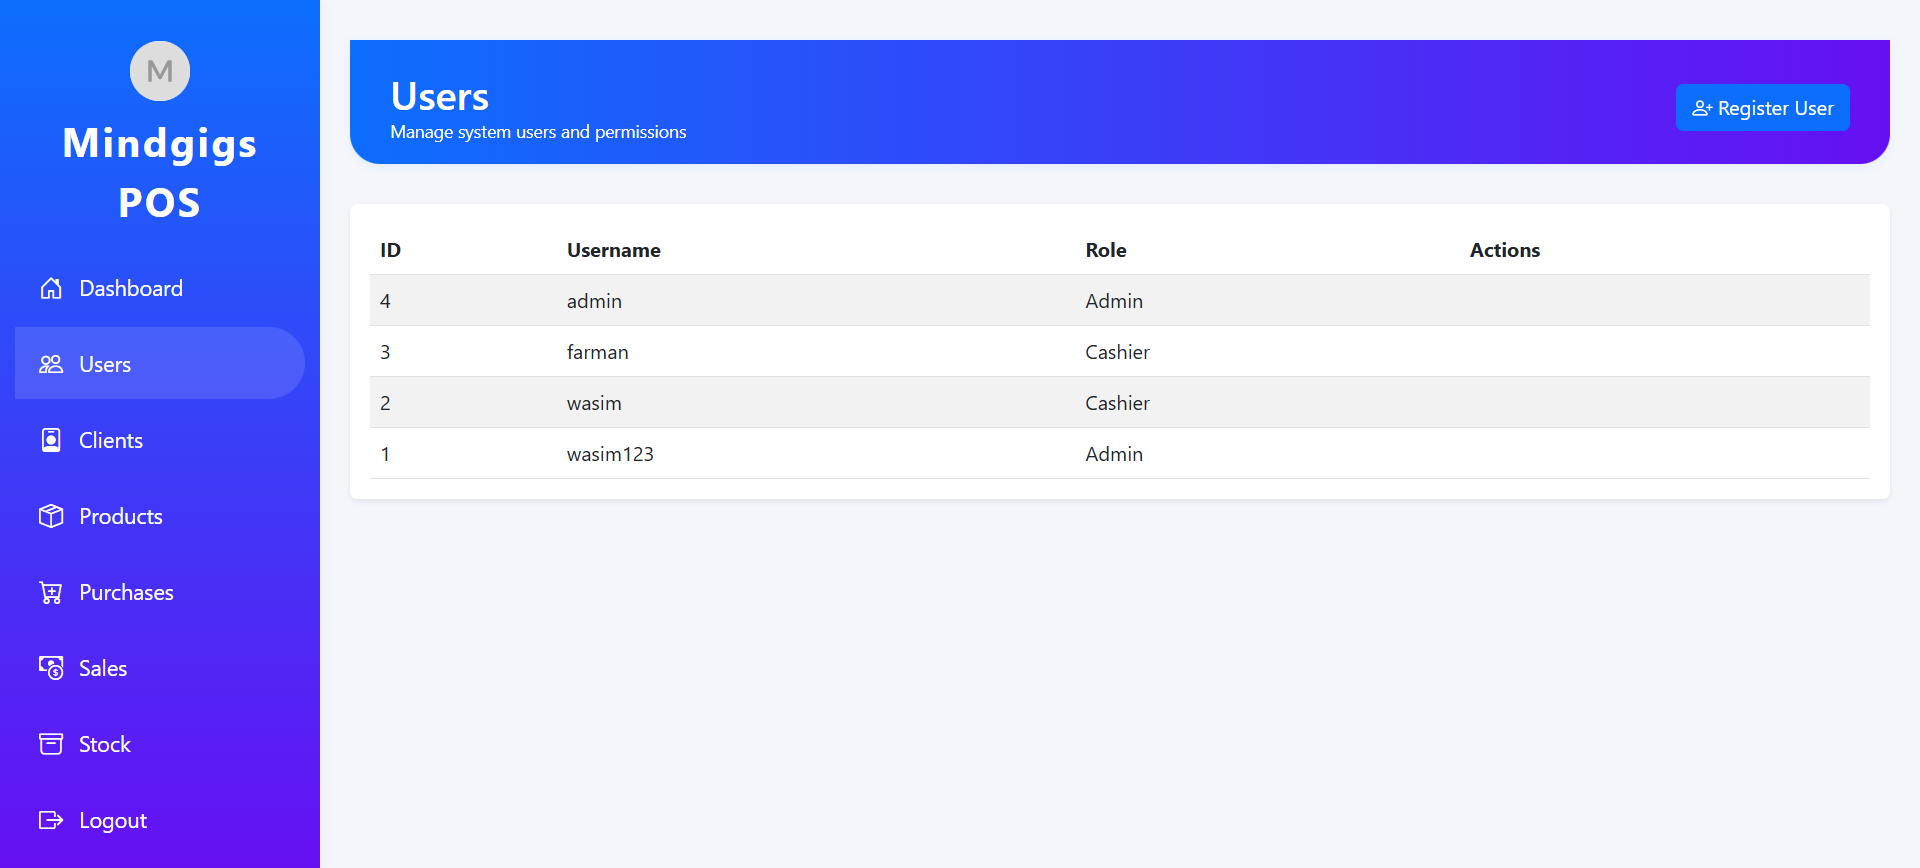 M
Mindgigs
POS
Dashboard
Users
Clients
Products
Purchases
Sales
Stock
Logout
Users
Manage system users and permissions
Register User
ID Username Role Actions
4 admin Admin
3 farman Cashier
2 wasim Cashier
1 wasim123 Admin